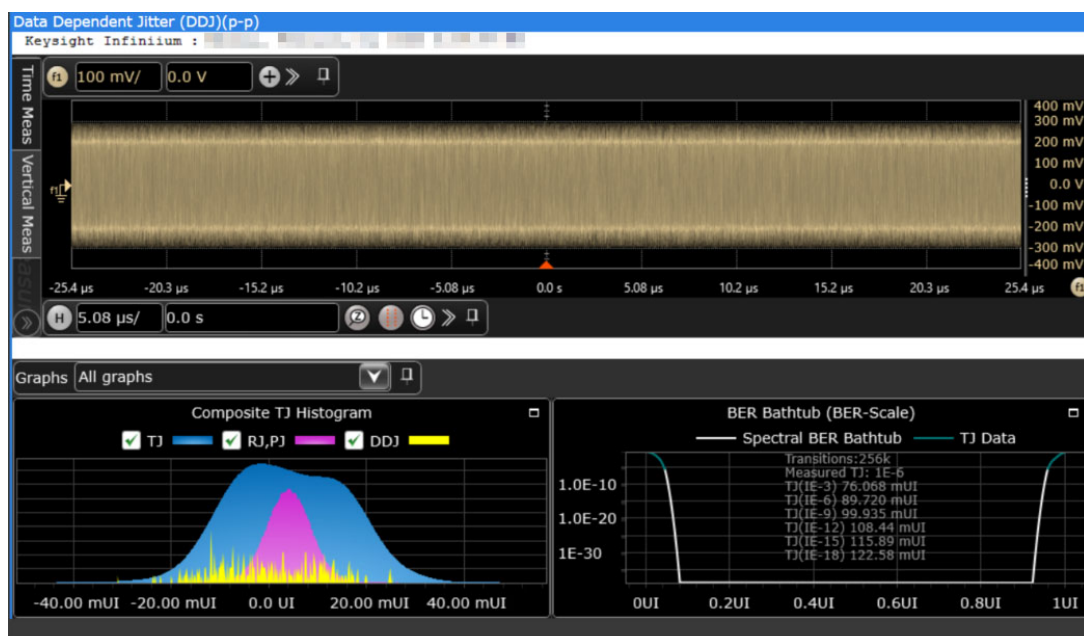 Data Dependent Jitter (DDJ)(p-p)
Keysight Infiniium :
Time Meas
Vertical Meas
f1 100 mV/ 0.0 V
400 mV
300 mV
200 mV
100 mV
0.0 V
-100 mV
-200 mV
-300 mV
-400 mV
f1
-25.4 µs -20.3 µs -15.2 µs -10.2 µs -5.08 µs 0.0 s 5.08 µs 10.2 µs 15.2 µs 20.3 µs 25.4 µs f1
H 5.08 µs/ 0.0 s
Graphs All graphs
Composite TJ Histogram
TJ RJ,PJ DDJ
-40.00 mUI -20.00 mUI 0.0 UI 20.00 mUI 40.00 mUI
BER Bathtub (BER-Scale)
Spectral BER Bathtub TJ Data
Transitions:256k
Measured TJ: 1E-6
TJ(IE-3) 76.068 mUI
TJ(IE-6) 89.720 mUI
TJ(IE-9) 99.935 mUI
TJ(IE-12) 108.44 mUI
TJ(IE-15) 115.89 mUI
TJ(IE-18) 122.58 mUI
1.0E-10
1.0E-20
1E-30
0UI 0.2UI 0.4UI 0.6UI 0.8UI 1UI